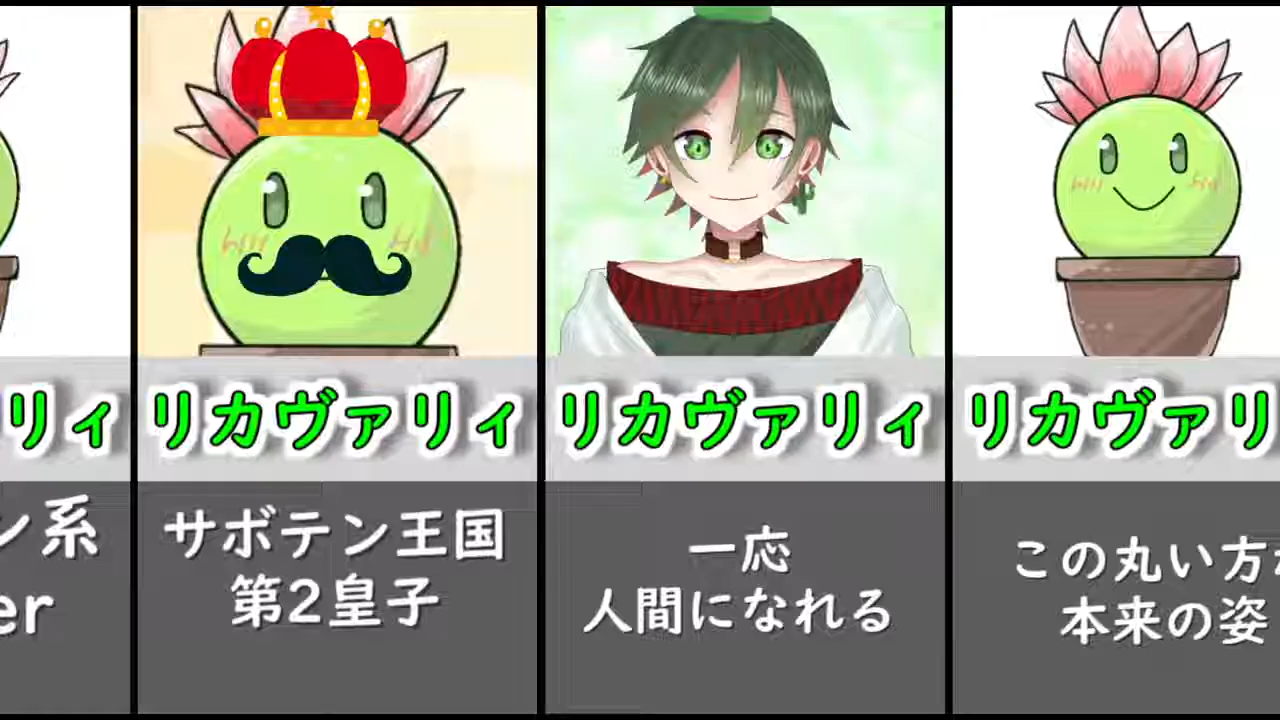 リィ
ン系
er
リカヴァリィ
サボテン王国
第2皇子
リカヴァリィ
一応
人間になれる
リカヴァリ
この丸い方
本来の姿